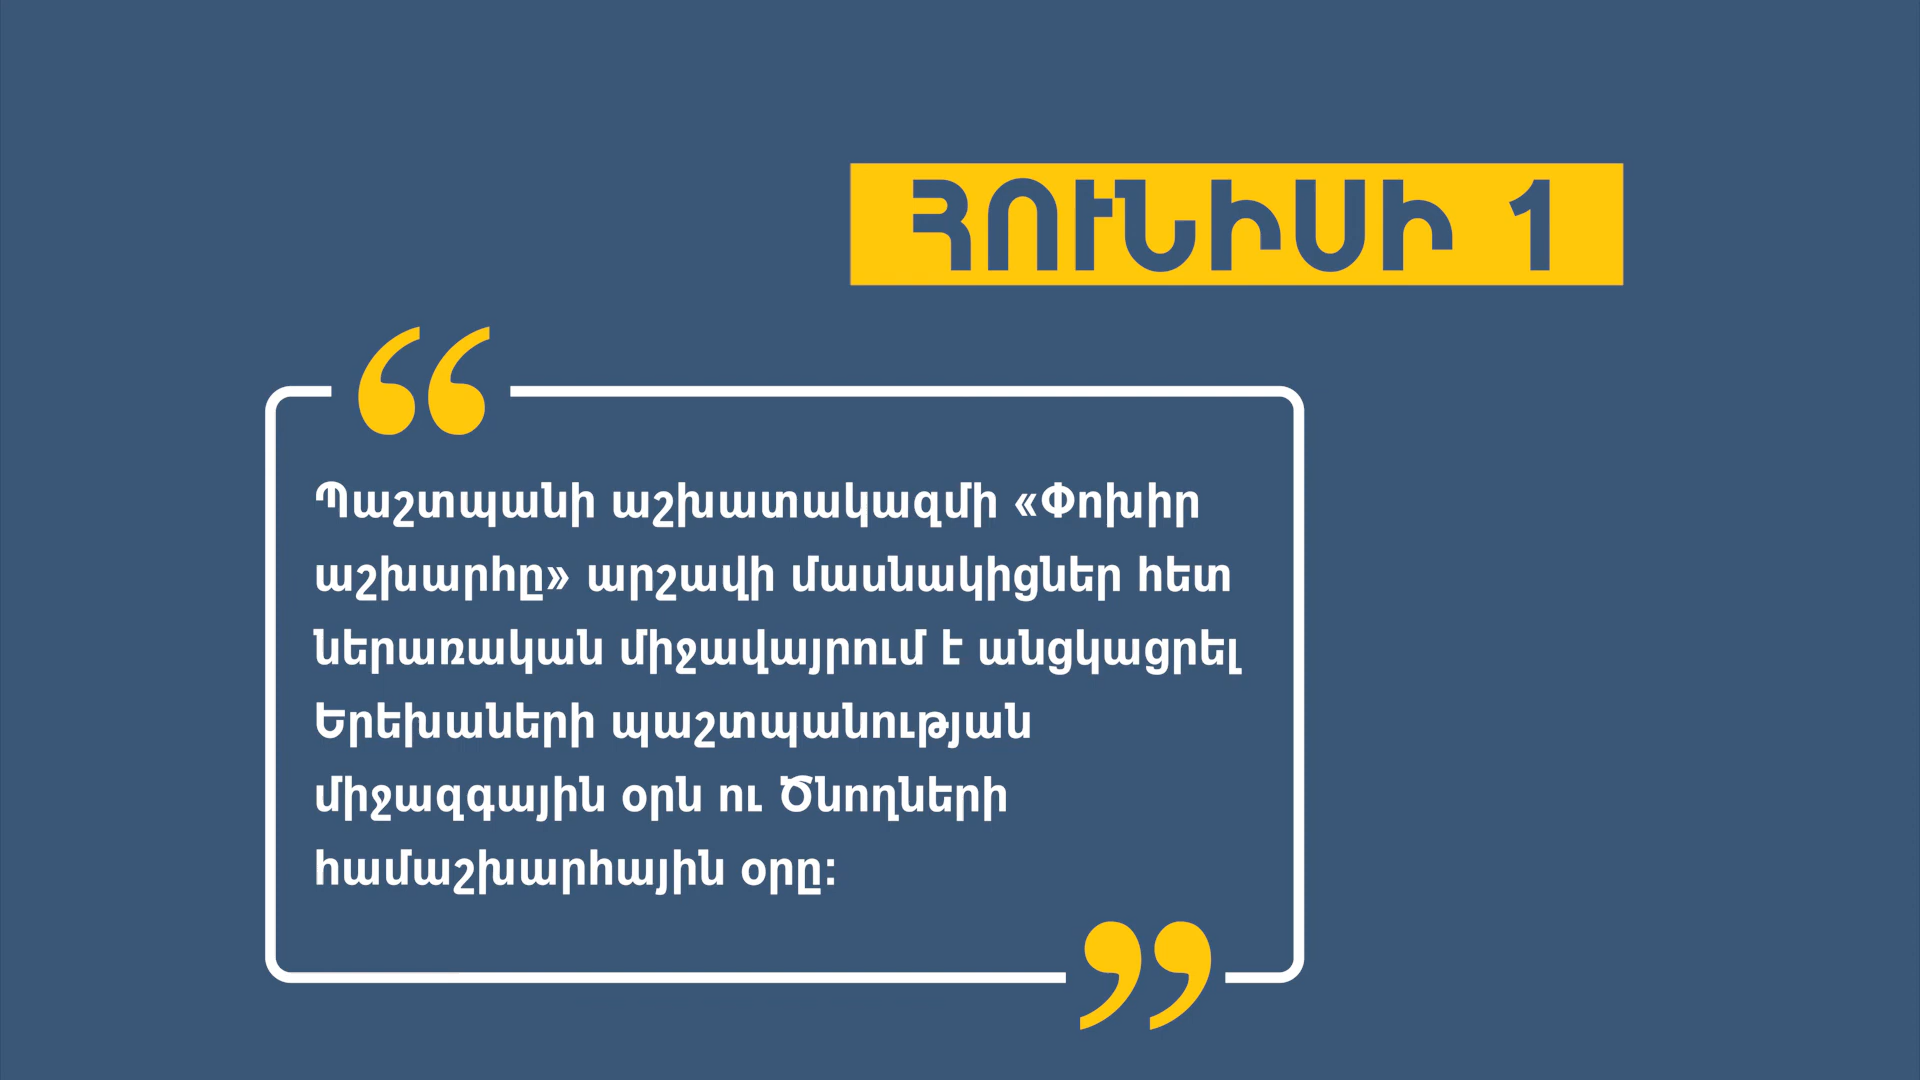 ՀՈՒՆԻՍԻ 1
Պաշտպանի աշխատակազմի «Փոխիր
աշխարհը» արշավի մասնակիցներ հետ
ներառական միջավայրում է անցկացրել
Երեխաների պաշտպանության
միջազգային օրն ու Ծնողների
համաշխարհային օրը: